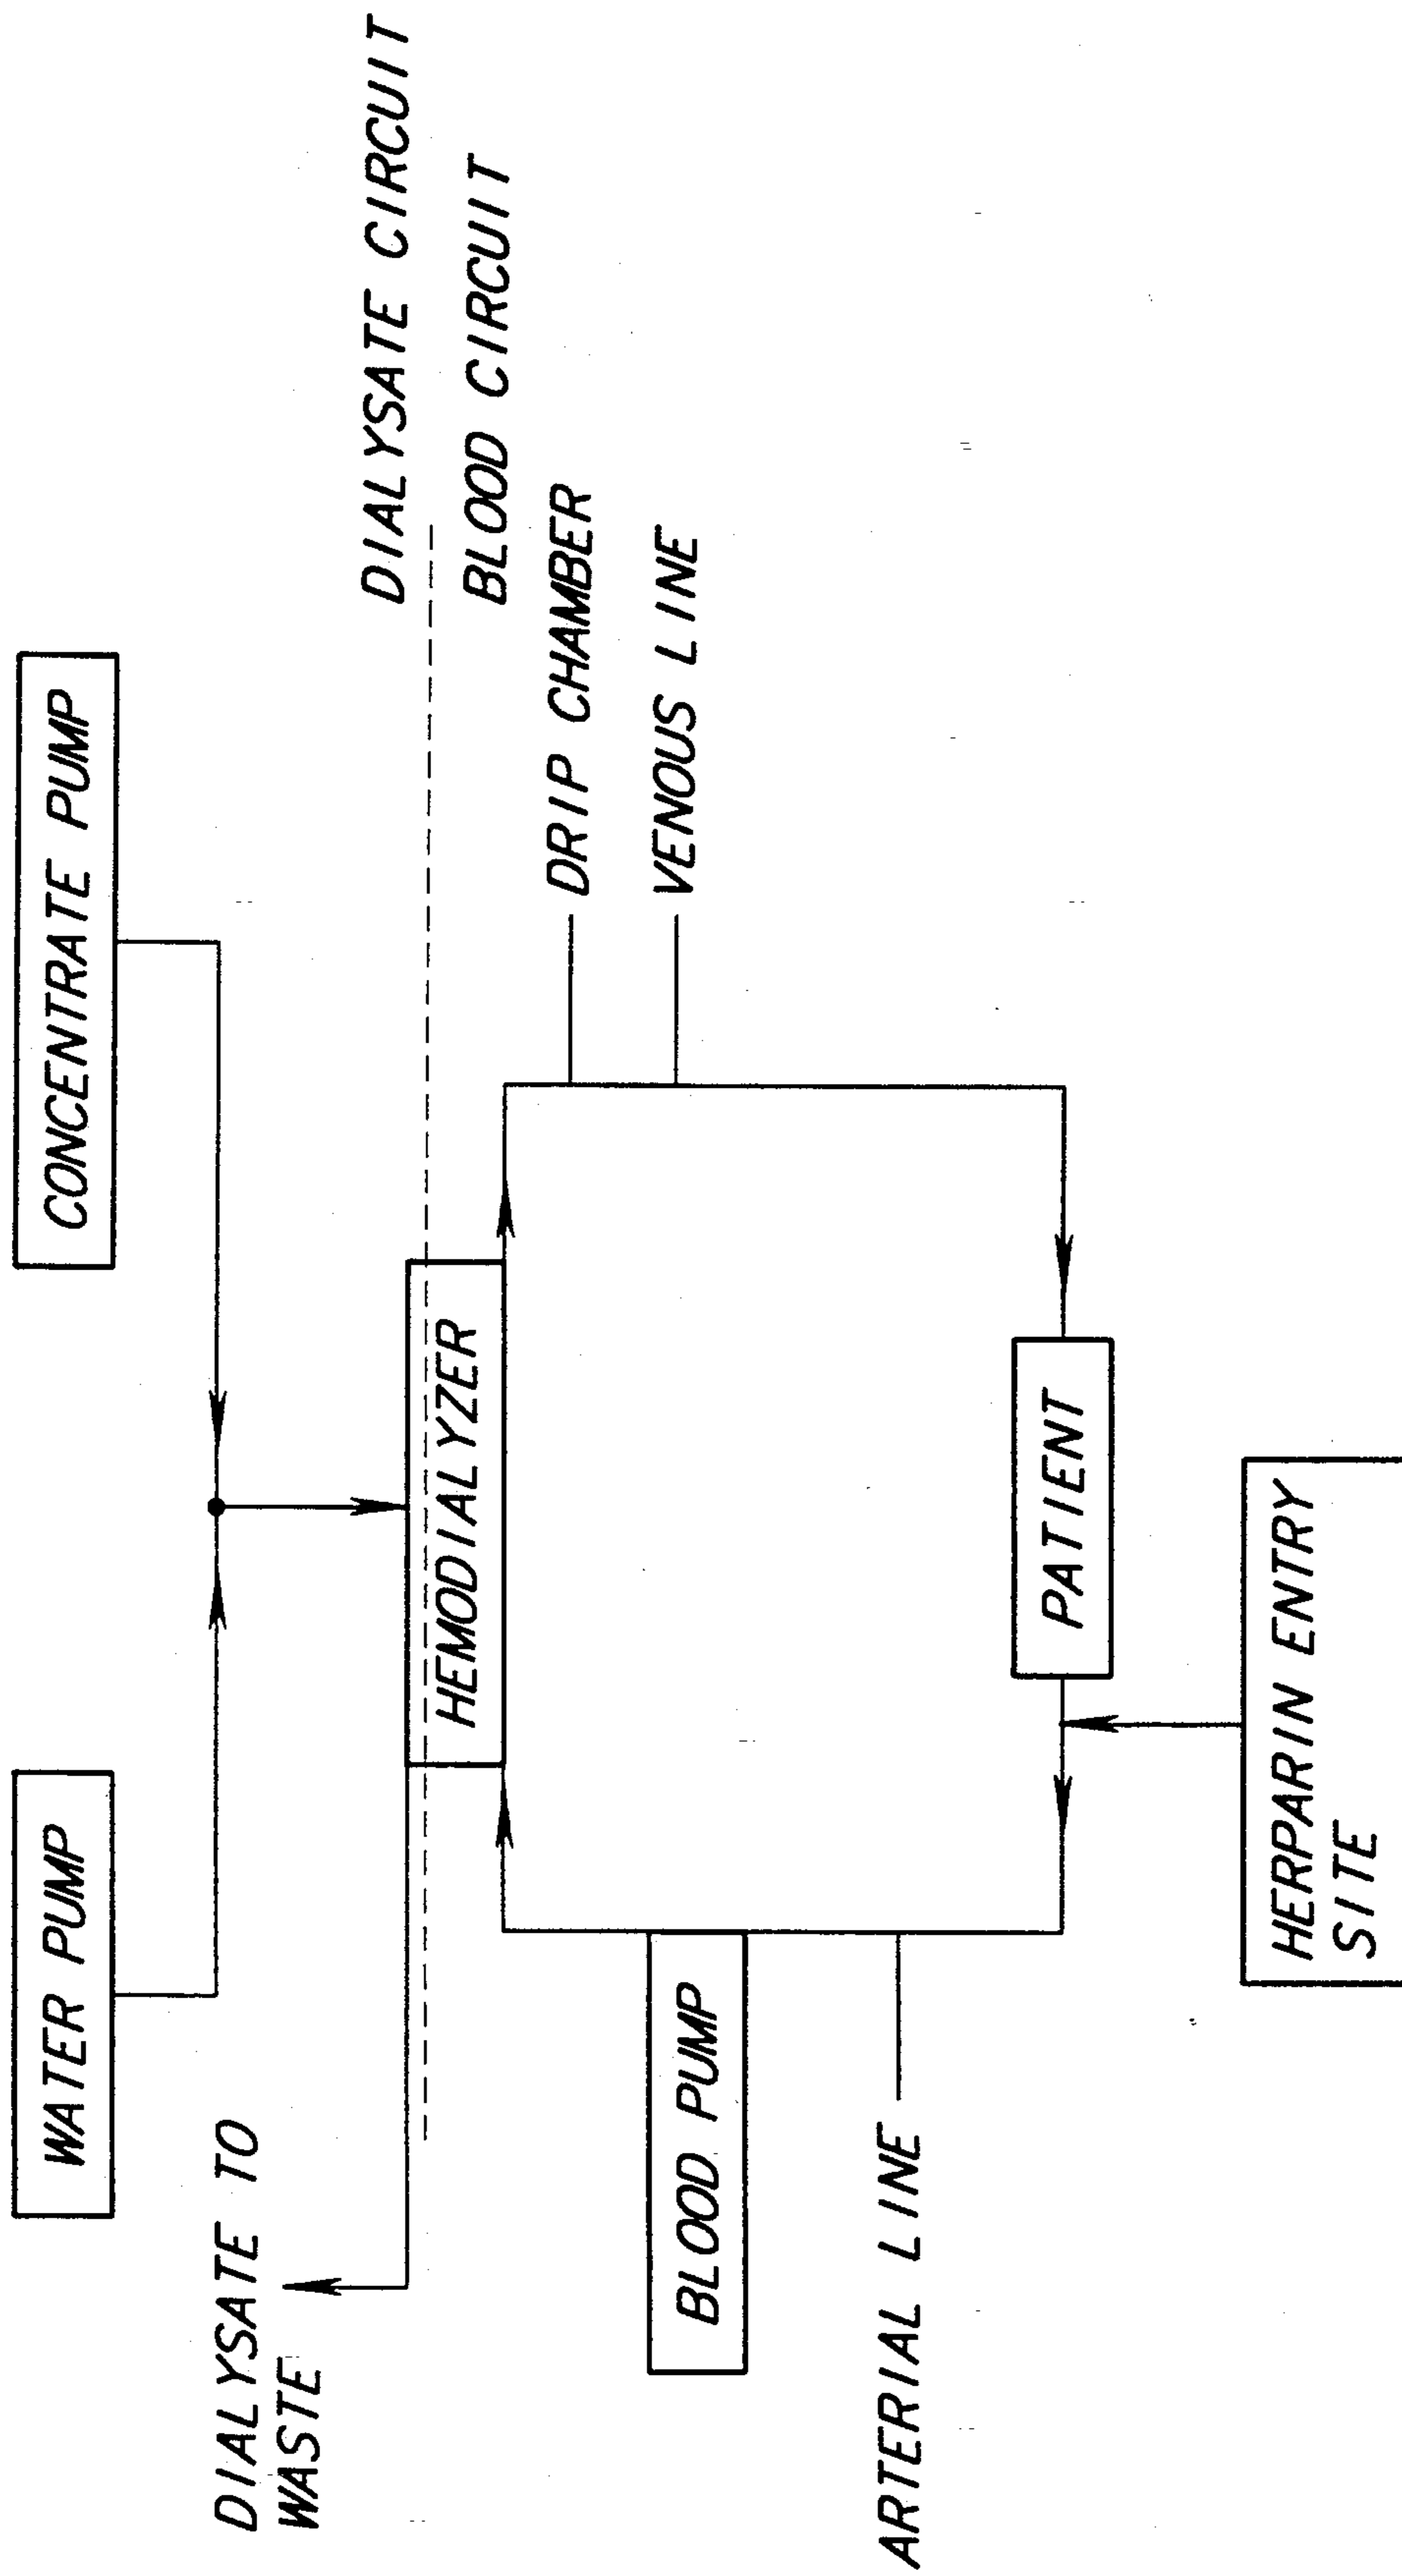 WATER PUMP
CONCENTRATE PUMP
DIALYSATE TO
WASTE
DIALYSATE CIRCUIT
HEMODIALYZER
BLOOD CIRCUIT
DRIP CHAMBER
BLOOD PUMP
VENOUS LINE
ARTERIAL LINE
PATIENT
HERPARIN ENTRY
SITE